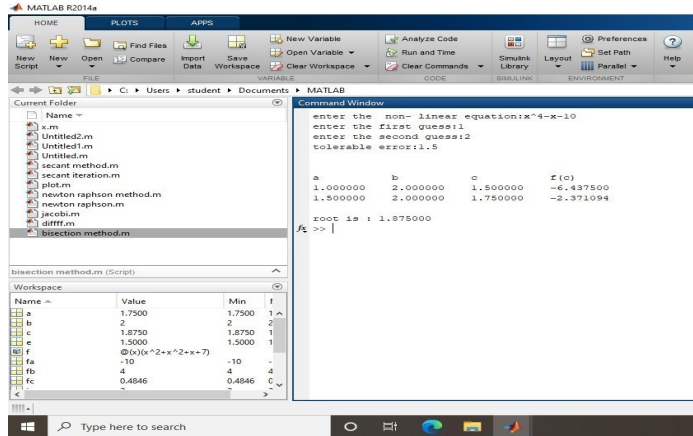 MATLAB R2014a
HOME PLOTS APPS
New Script New Open Find Files Compare Import Data Save Workspace New Variable Open Variable Clear Workspace Analyze Code Run and Time Clear Commands Simulink Library Layout Preferences Set Path Parallel Help
FILE VARIABLE CODE SIMULINK ENVIRONMENT
C: Users student Documents MATLAB
Current Folder
Name
x.m
Untitled2.m
Untitled1.m
Untitled.m
secant method.m
secant iteration.m
plot.m
newton raphson method.m
newton raphson.m
jacobi.m
diffff.m
bisection method.m
bisection method.m (Script)
Workspace
Name Value Min
a 1.7500 1.7500 1
b 2 2 2
c 1.8750 1.8750 1
e 1.5000 1.5000 1
f @(x)(x^2+x^2+x+7)
fa -10 -10 -
fb 4 4 4
fc 0.4846 0.4846 0
Command Window
enter the non- linear equation:x^4-x-10
enter the first guess:1
enter the second guess:2
tolerable error:1.5
a b c f(c)
1.000000 2.000000 1.500000 -6.437500
1.500000 2.000000 1.750000 -2.371094
root is : 1.875000
fx >>
Type here to search